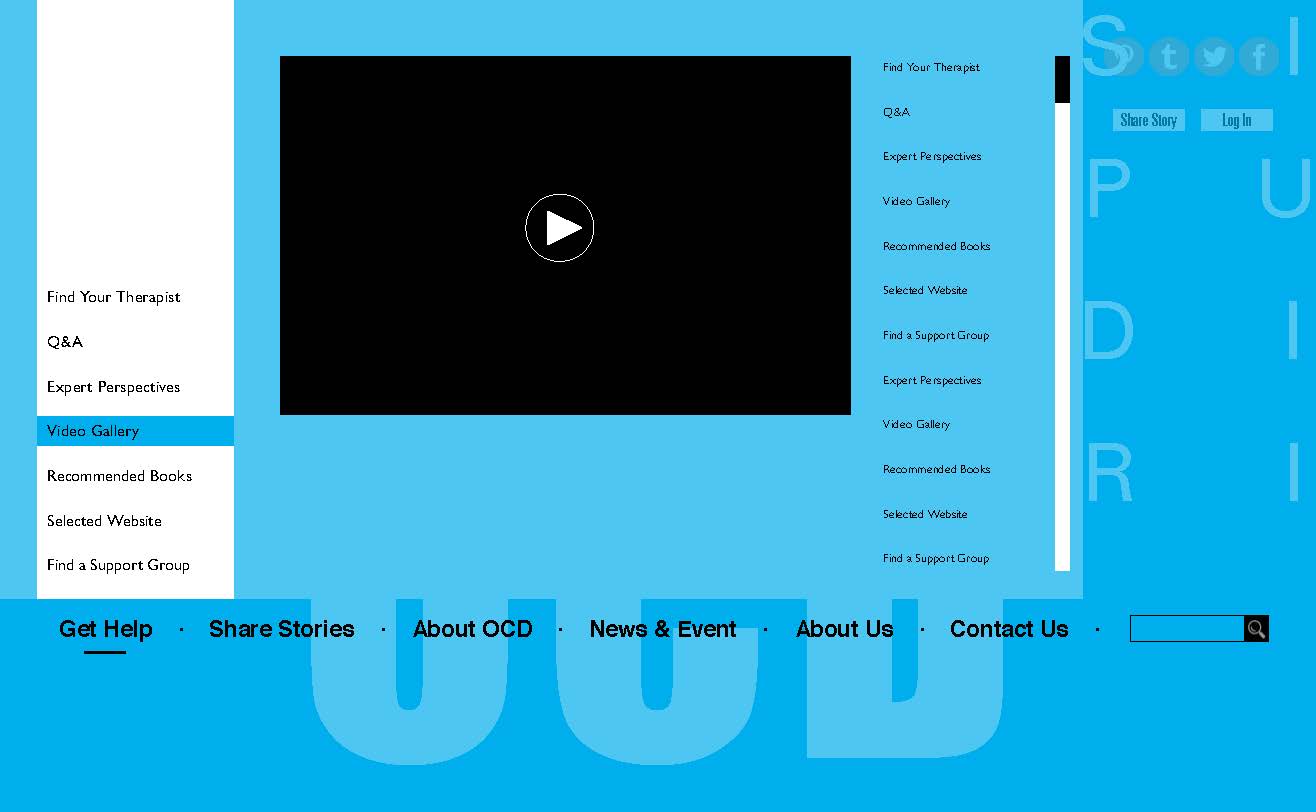 S I
Share Story Log In
P U
D I
R I
Find Your Therapist
Q&A
Expert Perspectives
Video Gallery
Recommended Books
Selected Website
Find a Support Group
Find Your Therapist
Q&A
Expert Perspectives
Video Gallery
Recommended Books
Selected Website
Find a Support Group
Expert Perspectives
Video Gallery
Recommended Books
Selected Website
Find a Support Group
Get Help · Share Stories · About OCD · News & Event · About Us · Contact Us ·
OCD